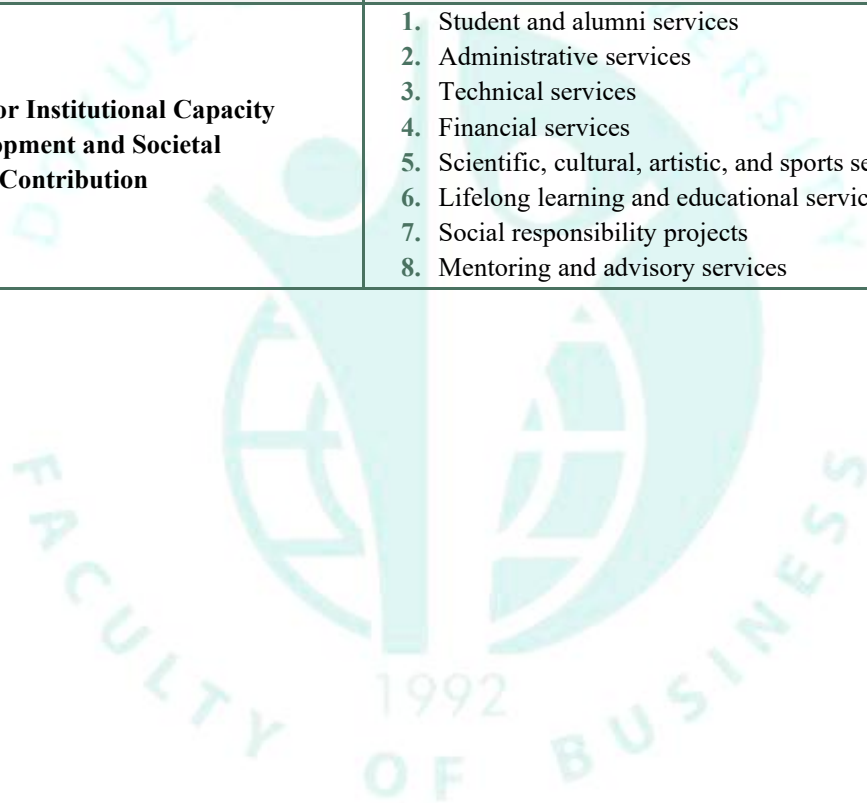 or Institutional Capacity
opment and Societal
Contribution
1. Student and alumni services
2. Administrative services
3. Technical services
4. Financial services
5. Scientific, cultural, artistic, and sports se
6. Lifelong learning and educational servic
7. Social responsibility projects
8. Mentoring and advisory services
FACULTY OF BUSINESS
1992